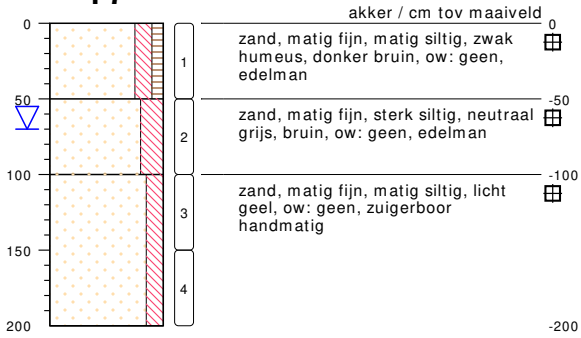 akker / cm tov maaiveld
0
0
zand, matig fijn, matig siltig, zwak
humeus, donker bruin, ow: geen,
edelman
1
50
-50
zand, matig fijn, sterk siltig, neutraal
grijs, bruin, ow: geen, edelman
2
100
-100
zand, matig fijn, matig siltig, licht
geel, ow: geen, zuigerboor
handmatig
3
150
4
200
-200